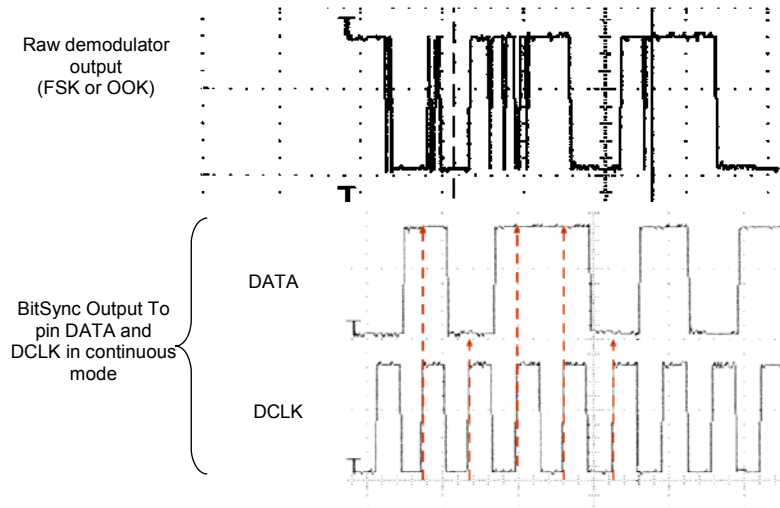 Raw demodulator
output
(FSK or OOK)
DATA
BitSync Output To
pin DATA and
DCLK in continuous
mode
DCLK